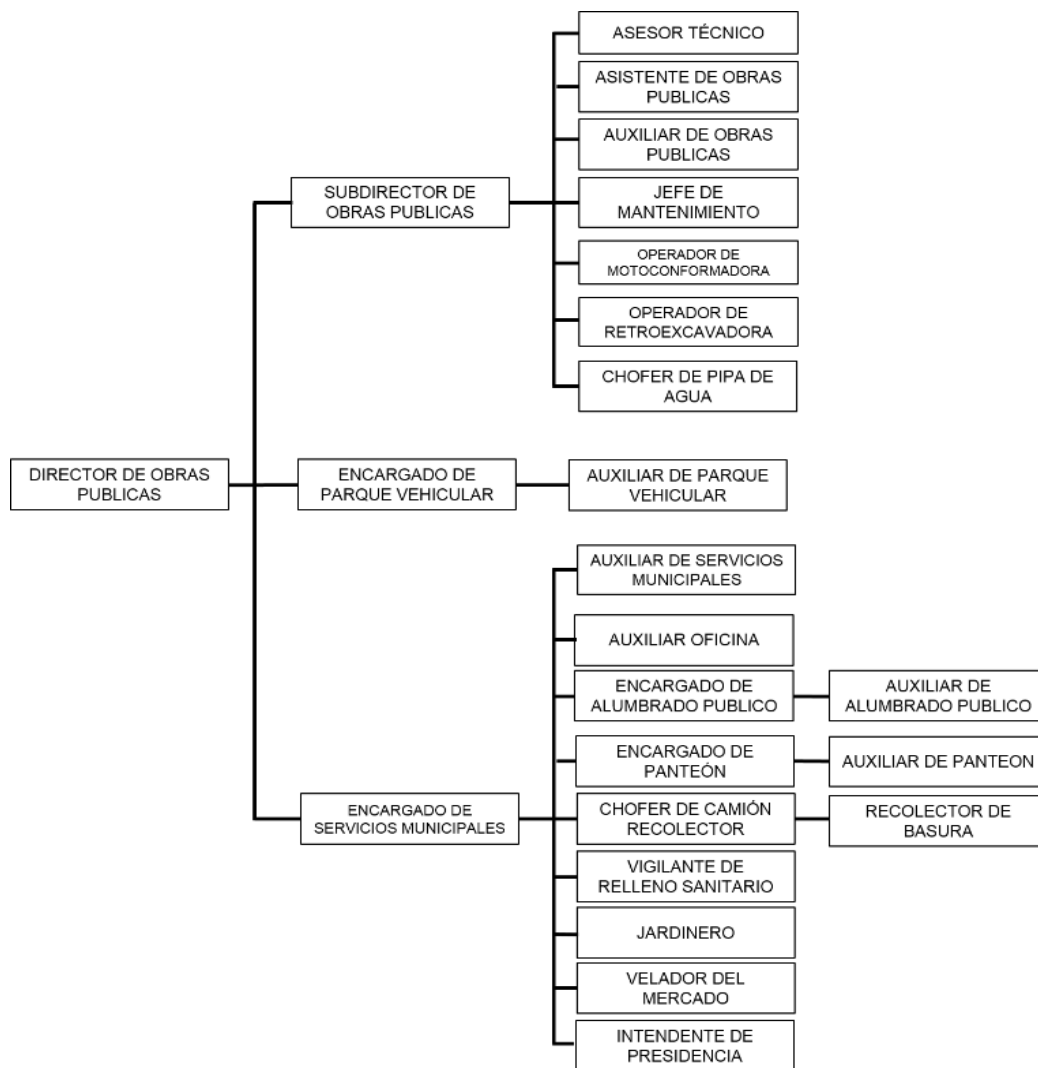 ASESOR TÉCNICO
ASISTENTE DE OBRAS
PUBLICAS
AUXILIAR DE OBRAS
PUBLICAS
SUBDIRECTOR DE
OBRAS PUBLICAS
JEFE DE
MANTENIMIENTO
OPERADOR DE
MOTOCONFORMADORA
OPERADOR DE
RETROEXCAVADORA
CHOFER DE PIPA DE
AGUA
DIRECTOR DE OBRAS
PUBLICAS
ENCARGADO DE
PARQUE VEHICULAR
AUXILIAR DE PARQUE
VEHICULAR
AUXILIAR DE SERVICIOS
MUNICIPALES
AUXILIAR OFICINA
ENCARGADO DE
ALUMBRADO PUBLICO
AUXILIAR DE
ALUMBRADO PUBLICO
ENCARGADO DE
PANTEÓN
AUXILIAR DE PANTEON
ENCARGADO DE
SERVICIOS MUNICIPALES
CHOFER DE CAMIÓN
RECOLECTOR
RECOLECTOR DE
BASURA
VIGILANTE DE
RELLENO SANITARIO
JARDINERO
VELADOR DEL
MERCADO
INTENDENTE DE
PRESIDENCIA